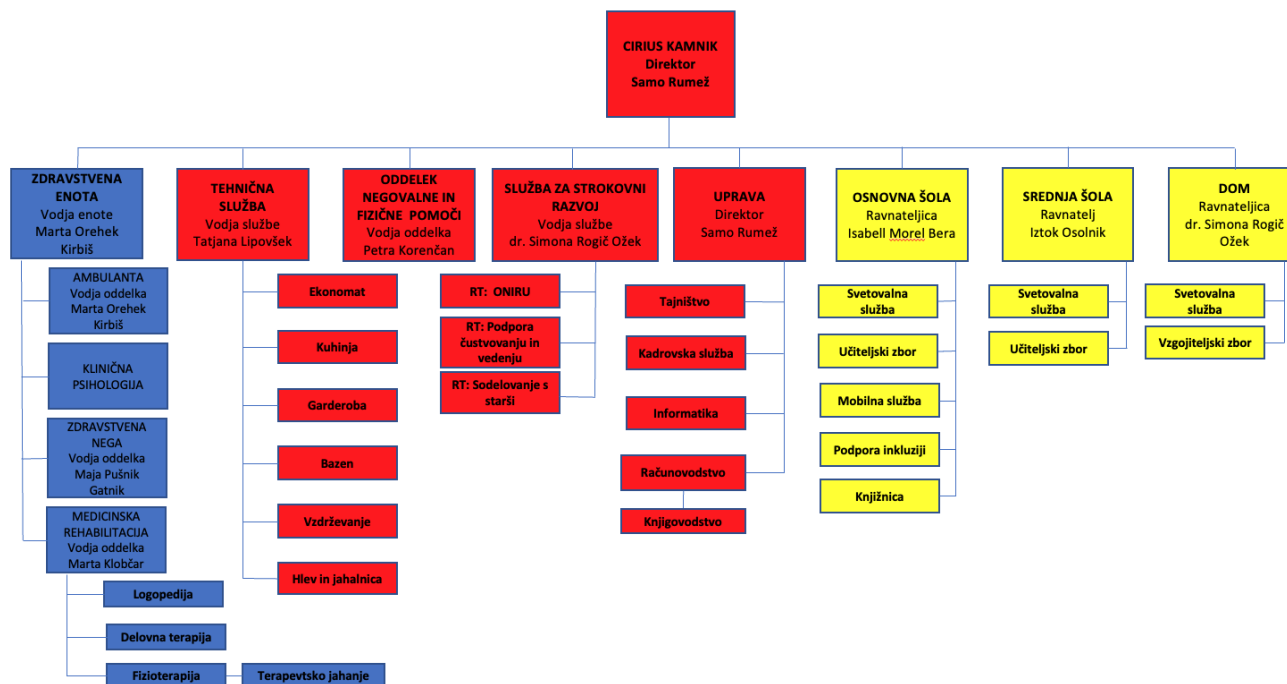 CIRIUS KAMNIK
Direktor
Samo Rumež
ZDRAVSTVENA
ENOTA
Vodja enote
Marta Orehek
Kirbiš
TEHNIČNA
SLUŽBA
Vodja službe
Tatjana Lipovšek
ODDELEK
NEGOVALNE IN
FIZIČNE POMOČI
Vodja oddelka
Petra Korenčan
SLUŽBA ZA STROKOVNI
RAZVOJ
Vodja službe
dr. Simona Rogič Ožek
UPRAVA
Direktor
Samo Rumež
OSNOVNA ŠOLA
Ravnateljica
Isabell Morel Bera
SREDNJA ŠOLA
Ravnatelj
Iztok Osolnik
DOM
Ravnateljica
dr. Simona Rogič
Ožek
AMBULANTA
Vodja oddelka
Marta Orehek
Kirbiš
KLINIČNA
PSIHOLOGIJA
ZDRAVSTVENA
NEGA
Vodja oddelka
Maja Pušnik
Gatnik
MEDICINSKA
REHABILITACIJA
Vodja oddelka
Marta Klobčar
Logopedija
Delovna terapija
Fizioterapija
Terapevtsko jahanje
Ekonomat
Kuhinja
Garderoba
Bazen
Vzdrževanje
Hlev in jahalnica
RT: ONIRU
RT: Podpora
čustvovanju in
vedenju
RT: Sodelovanje s
starši
Tajništvo
Kadrovska služba
Informatika
Računovodstvo
Knjigovodstvo
Svetovalna
služba
Učiteljski zbor
Mobilna služba
Podpora inkluziji
Knjižnica
Svetovalna
služba
Učiteljski zbor
Svetovalna
služba
Vzgojiteljski zbor